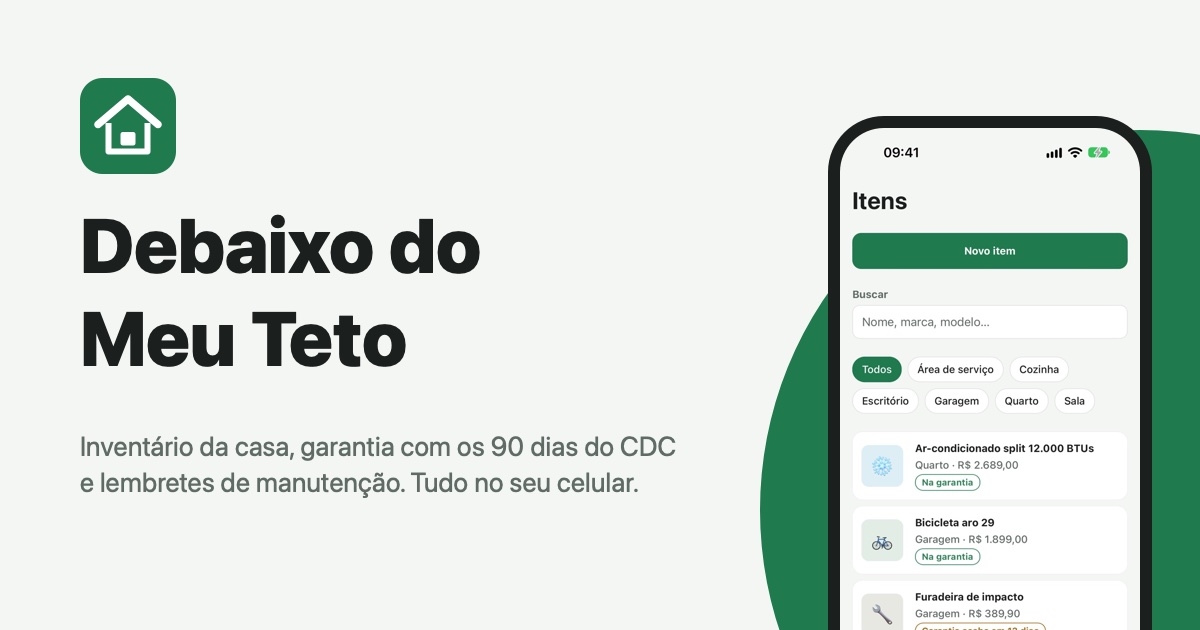 Debaixo do
Meu Teto
Inventário da casa, garantia com os 90 dias do CDC
e lembretes de manutenção. Tudo no seu celular.
09:41
Itens
Novo item
Buscar
Nome, marca, modelo...
Todos
Área de serviço
Cozinha
Escritório
Garagem
Quarto
Sala
Ar-condicionado split 12.000 BTUs
Quarto · R$ 2.689,00
Na garantia
Bicicleta aro 29
Garagem · R$ 1.899,00
Na garantia
Furadeira de impacto
Garagem · R$ 389,90